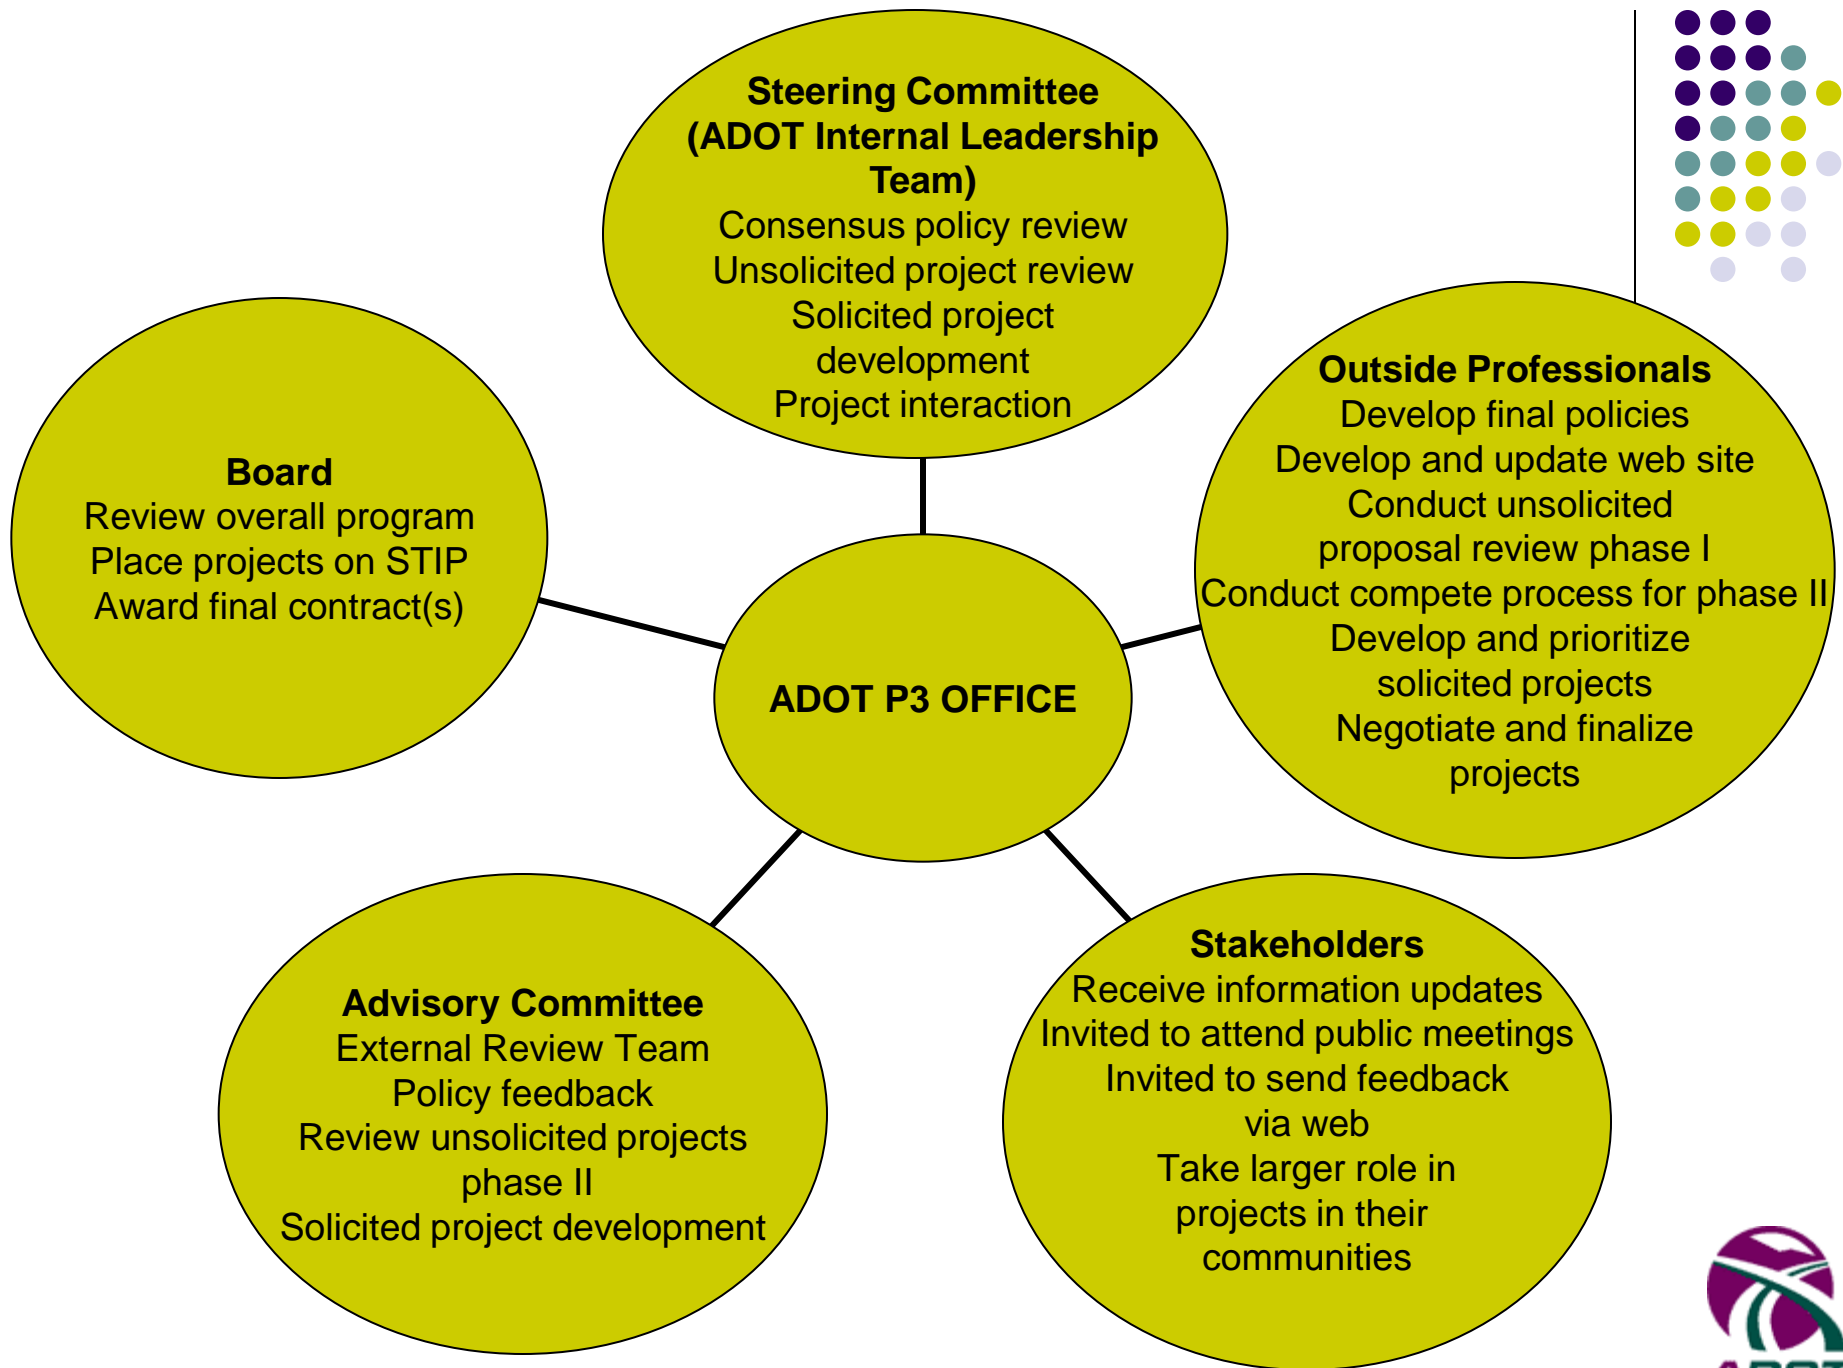 Steering Committee
(ADOT Internal Leadership
Team)
Consensus policy review
Unsolicited project review
Solicited project
development
Project interaction
Outside Professionals
Develop final policies
Develop and update web site
Conduct unsolicited
proposal review phase I
Conduct compete process for phase II
Develop and prioritize
solicited projects
Negotiate and finalize
projects
Board
Review overall program
Place projects on STIP
Award final contract(s)
ADOT P3 OFFICE
Advisory Committee
External Review Team
Policy feedback
Review unsolicited projects
phase II
Solicited project development
Stakeholders
Receive information updates
Invited to attend public meetings
Invited to send feedback
via web
Take larger role in
projects in their
communities
ADOT